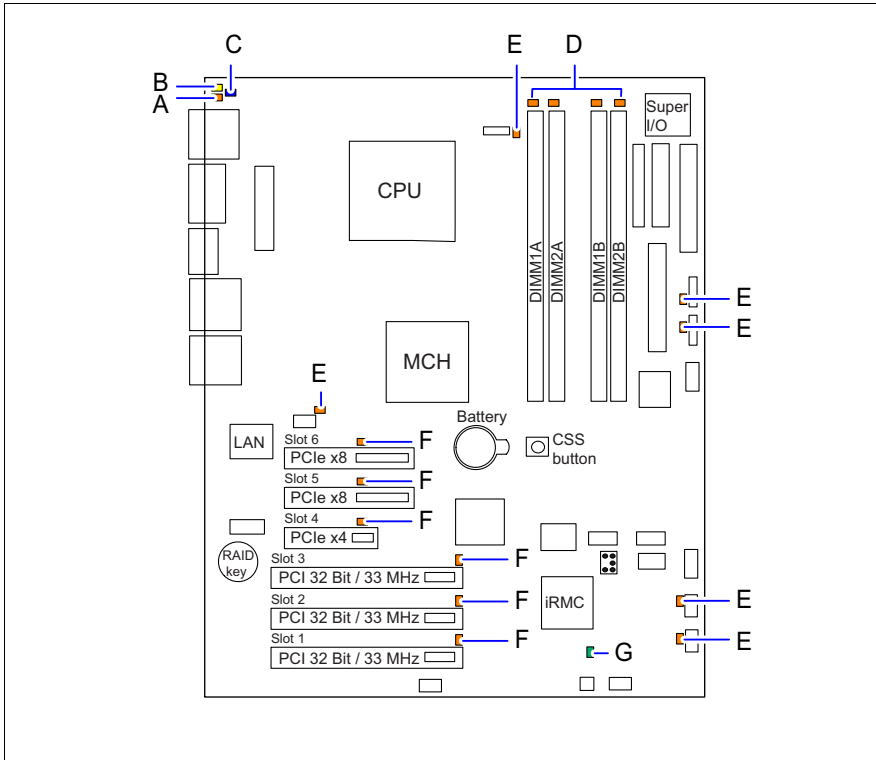 C
E
D
B
A
Super
I/O
CPU
DIMM1A
DIMM2A
DIMM1B
DIMM2B
E
E
MCH
E
Battery
LAN
Slot 6
F
CSS
button
PCIe x8
Slot 5
F
PCIe x8
Slot 4
F
PCIe x4
RAID
key
Slot 3
F
PCI 32 Bit / 33 MHz
Slot 2
F
iRMC
E
PCI 32 Bit / 33 MHz
Slot 1
F
E
G
PCI 32 Bit / 33 MHz